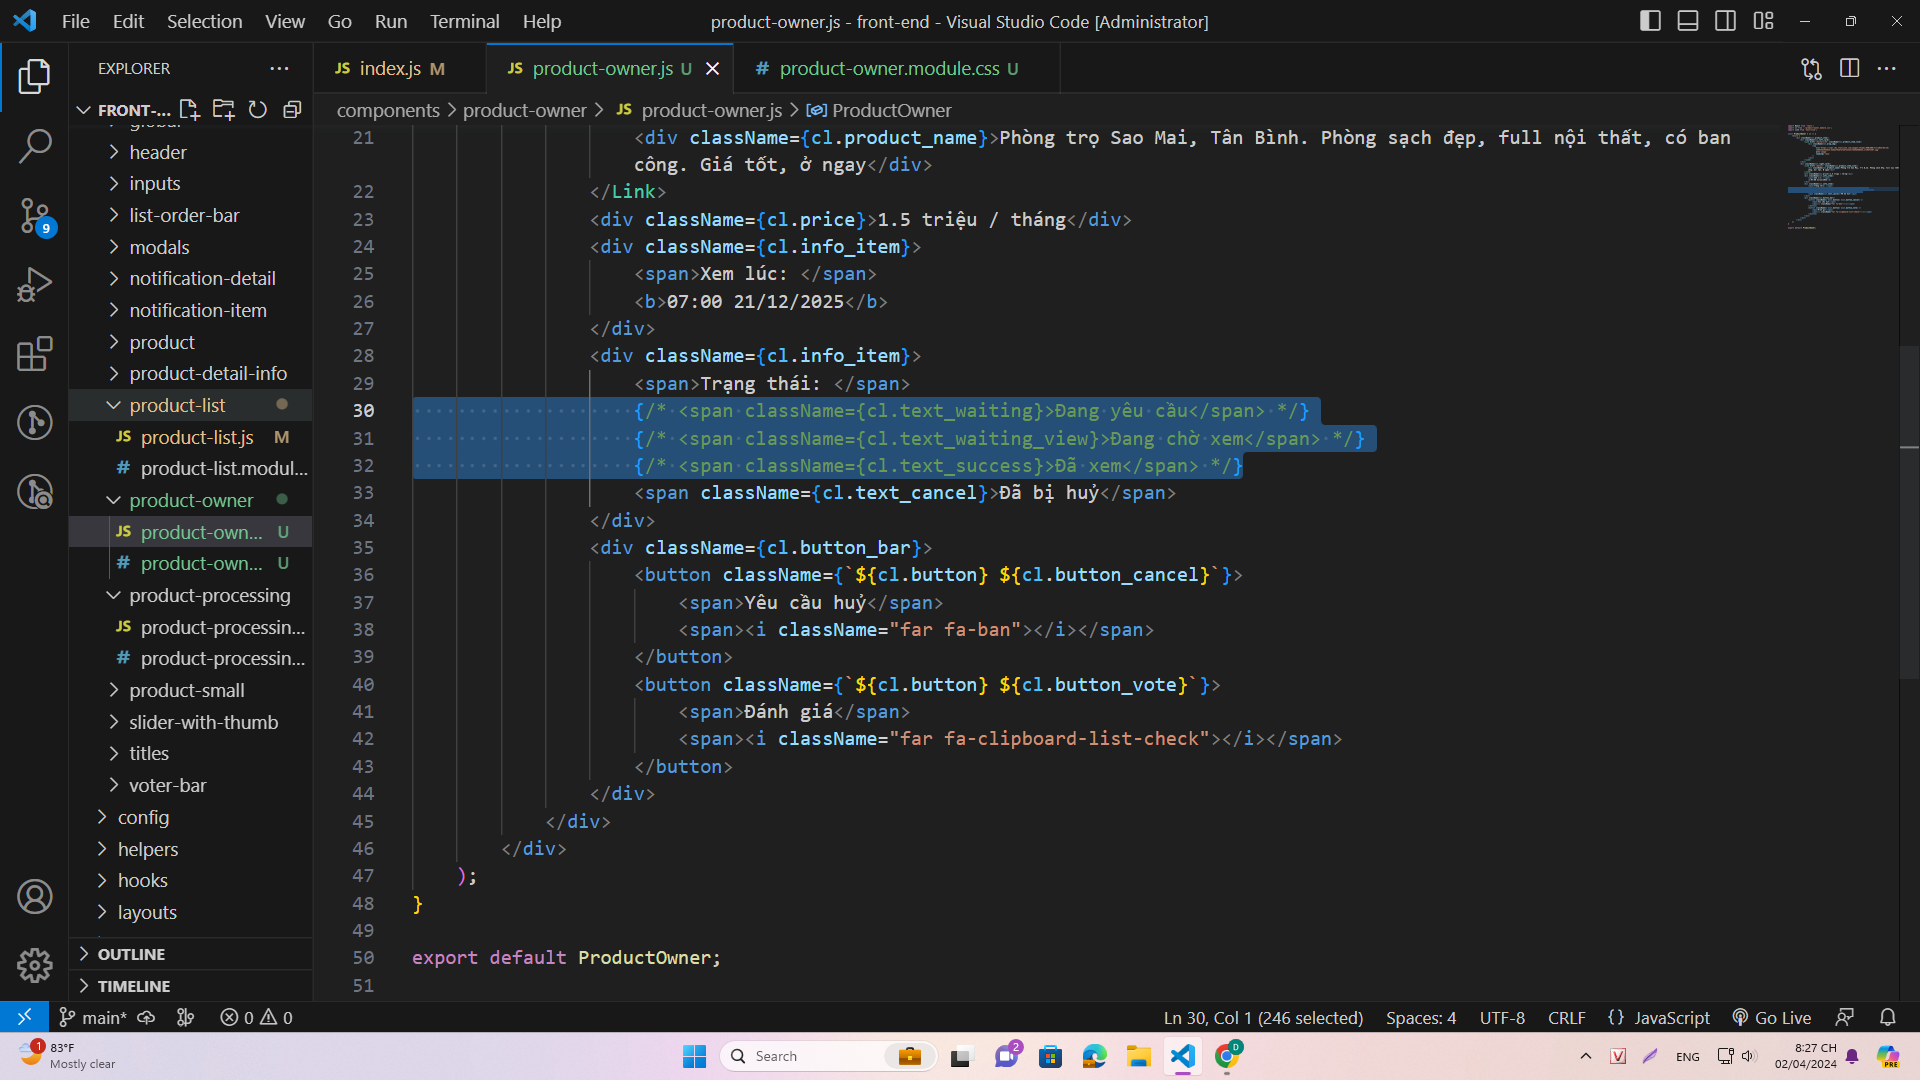 File Edit Selection View Go Run Terminal Help
product-owner.js - front-end - Visual Studio Code [Administrator]
EXPLORER
FRONT-...
header
inputs
list-order-bar
modals
notification-detail
notification-item
product
product-detail-info
product-list
JS product-list.js M
# product-list.modul...
product-owner
JS product-own... U
# product-own... U
product-processing
JS product-processin...
# product-processin...
product-small
slider-with-thumb
titles
voter-bar
config
helpers
hooks
layouts
OUTLINE
TIMELINE
9
JS index.js M
JS product-owner.js U
# product-owner.module.css U
components > product-owner > JS product-owner.js > ProductOwner
21 <div className={cl.product_name}>Phòng trọ Sao Mai, Tân Bình. Phòng sạch đẹp, full nội thất, có ban
công. Giá tốt, ở ngay</div>
22 </Link>
23 <div className={cl.price}>1.5 triệu / tháng</div>
24 <div className={cl.info_item}>
25 <span>Xem lúc: </span>
26 <b>07:00 21/12/2025</b>
27 </div>
28 <div className={cl.info_item}>
29 <span>Trạng thái: </span>
30 {/* <span className={cl.text_waiting}>Đang yêu cầu</span> */}
31 {/* <span className={cl.text_waiting_view}>Đang chờ xem</span> */}
32 {/* <span className={cl.text_success}>Đã xem</span> */}
33 <span className={cl.text_cancel}>Đã bị huỷ</span>
34 </div>
35 <div className={cl.button_bar}>
36 <button className={`${cl.button} ${cl.button_cancel}`}>
37 <span>Yêu cầu huỷ</span>
38 <span><i className="far fa-ban"></i></span>
39 </button>
40 <button className={`${cl.button} ${cl.button_vote}`}>
41 <span>Đánh giá</span>
42 <span><i className="far fa-clipboard-list-check"></i></span>
43 </button>
44 </div>
45 </div>
46 </div>
47 );
48 }
49
50 export default ProductOwner;
51
main* 0 0
Ln 30, Col 1 (246 selected) Spaces: 4 UTF-8 CRLF {} JavaScript Go Live
1
83°F
Mostly clear
Search
2
D
V
ENG
8:27 CH
02/04/2024
PRE